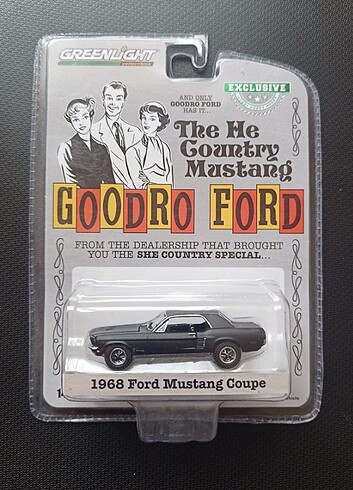 GREENLIGHT
EXCLUSIVE
AND ONLY
GOODRO FORD
HAS IT...
The He
Country
Mustang
GOODRO FORD
FROM THE DEALERSHIP THAT BROUGHT
YOU THE SHE COUNTRY SPECIAL...
1968 Ford Mustang Coupe